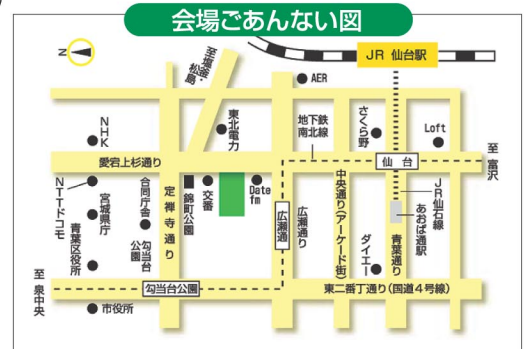 会場ごあんない図
N
JR 仙台駅
至塩釜・松島
AER
NHK
東北電力
地下鉄南北線
さくら野
Loft
愛宕上杉通り
仙台
至富沢
NTTドコモ
宮城県庁
青葉区役所
合同庁舎
勾当台公園
定禅寺通り
錦町公園
交番
Date fm
広瀬通
広瀬通り
中央通り(アーケード街)
ダイエー
青葉通り
JR仙石線
あおば通駅
至泉中央
勾当台公園
東二番丁通り(国道4号線)
市役所